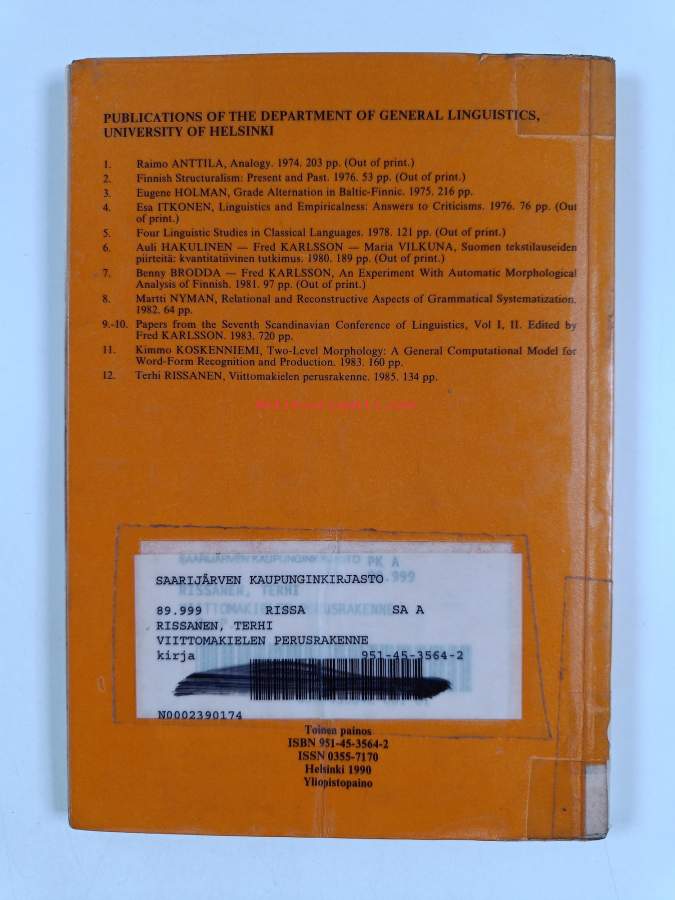 PUBLICATIONS OF THE DEPARTMENT OF GENERAL LINGUISTICS,
UNIVERSITY OF HELSINKI
1. Raimo ANTTILA, Analogy. 1974. 203 pp. (Out of print.)
2. Finnish Structuralism: Present and Past. 1976. 53 pp. (Out of print.)
3. Eugene HOLMAN, Grade Alternation in Baltic-Finnic. 1975. 216 pp.
4. Esa ITKONEN, Linguistics and Empiricalness: Answers to Criticisms. 1976. 76 pp. (Out
of print.)
5. Four Linguistic Studies in Classical Languages. 1978. 121 pp. (Out of print.)
6. Auli HAKULINEN — Fred KARLSSON — Maria VILKUNA, Suomen tekstilauseiden
piirteitä: kvantitatiivinen tutkimus. 1980. 189 pp. (Out of print.)
7. Benny BRODDA — Fred KARLSSON, An Experiment With Automatic Morphological
Analysis of Finnish. 1981. 97 pp. (Out of print.)
8. Martti NYMAN, Relational and Reconstructive Aspects of Grammatical Systematization.
1982. 64 pp.
9.-10. Papers from the Seventh Scandinavian Conference of Linguistics, Vol I, II. Edited by
Fred KARLSSON. 1983. 720 pp.
11. Kimmo KOSKENNIEMI, Two-Level Morphology: A General Computational Model for
Word-Form Recognition and Production. 1983. 160 pp.
12. Terhi RISSANEN, Viittomakielen perusrakenne. 1985. 134 pp.
SAARIJÄRVEN KAUPUNGINKIRJASTO PK A
.999
SAARIJÄRVEN KAUPUNGINKIRJASTO
RISSANEN, TERHI
89.999 RISSA SA A
RISSANEN, TERHI
VIITTOMAKIELEN PERUSRAKENNE
kirja 951-45-3564-2
N0002390174
Toinen painos
ISBN 951-45-3564-2
ISSN 0355-7170
Helsinki 1990
Yliopistopaino